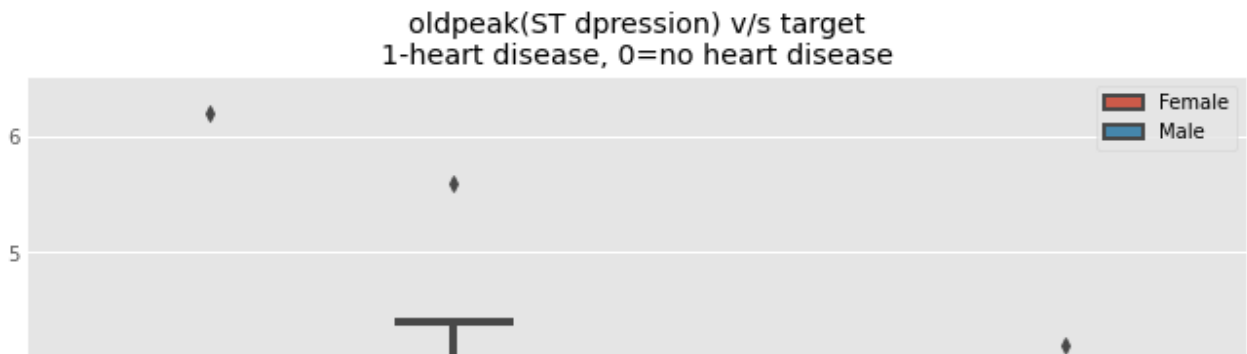 oldpeak(ST dpression) v/s target
1-heart disease, 0=no heart disease
Female
Male
6
5